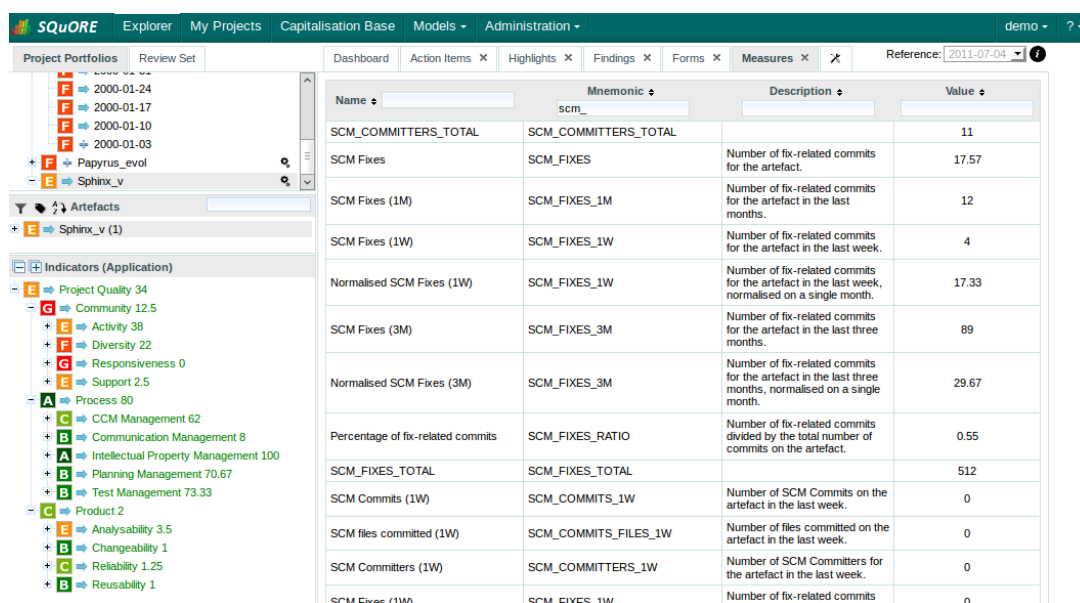 SQuORE Explorer My Projects Capitalisation Base Models Administration demo ?
Project Portfolios Review Set
Dashboard Action Items Highlights Findings Forms Measures Reference: 2011-07-04
2000-01-24
2000-01-17
2000-01-10
2000-01-03
F Papyrus_evol
E Sphinx_v
Artefacts
E Sphinx_v (1)
Indicators (Application)
E Project Quality 34
G Community 12.5
E Activity 38
F Diversity 22
G Responsiveness 0
E Support 2.5
A Process 80
C CCM Management 62
B Communication Management 8
A Intellectual Property Management 100
B Planning Management 70.67
B Test Management 73.33
C Product 2
E Analysability 3.5
B Changeability 1
C Reliability 1.25
B Reusability 1
Name Mnemonic Description Value
scm_
SCM_COMMITTERS_TOTAL SCM_COMMITTERS_TOTAL 11
SCM Fixes SCM_FIXES Number of fix-related commits
for the artefact. 17.57
SCM Fixes (1M) SCM_FIXES_1M Number of fix-related commits
for the artefact in the last
months. 12
SCM Fixes (1W) SCM_FIXES_1W Number of fix-related commits
for the artefact in the last week. 4
Normalised SCM Fixes (1W) SCM_FIXES_1W Number of fix-related commits
for the artefact in the last week,
normalised on a single month. 17.33
SCM Fixes (3M) SCM_FIXES_3M Number of fix-related commits
for the artefact in the last three
months. 89
Normalised SCM Fixes (3M) SCM_FIXES_3M Number of fix-related commits
for the artefact in the last three
months, normalised on a single
month. 29.67
Percentage of fix-related commits SCM_FIXES_RATIO Number of fix-related commits
divided by the total number of
commits on the artefact. 0.55
SCM_FIXES_TOTAL SCM_FIXES_TOTAL 512
SCM Commits (1W) SCM_COMMITS_1W Number of SCM Commits on the
artefact in the last week. 0
SCM files committed (1W) SCM_COMMITS_FILES_1W Number of files committed on the
artefact in the last week. 0
SCM Committers (1W) SCM_COMMITTERS_1W Number of SCM Committers for
the artefact in the last week. 0
SCM Fixes (1W) SCM_FIXES_1W Number of fix-related commits 0